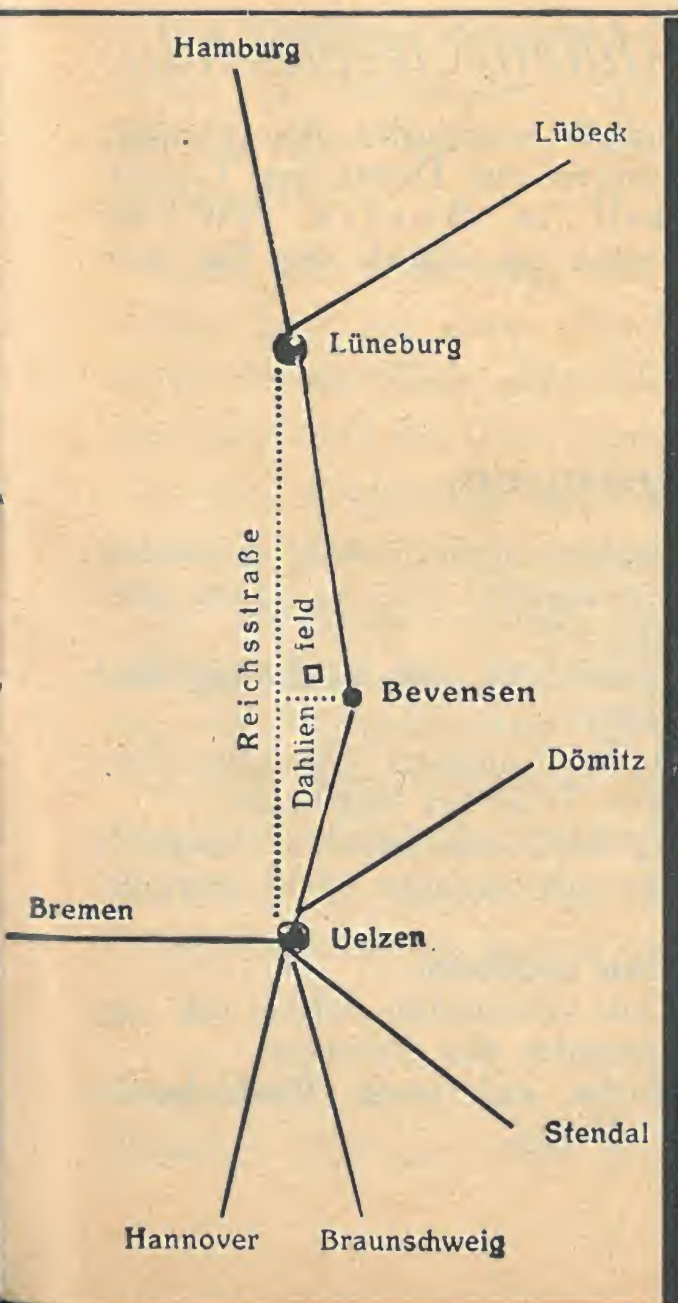 Hamburg
Lübeck
Lüneburg
Reichsstraße
Dahlien feld
Bevensen
Dömitz
Bremen
Uelzen
Stendal
Hannover
Braunschweig